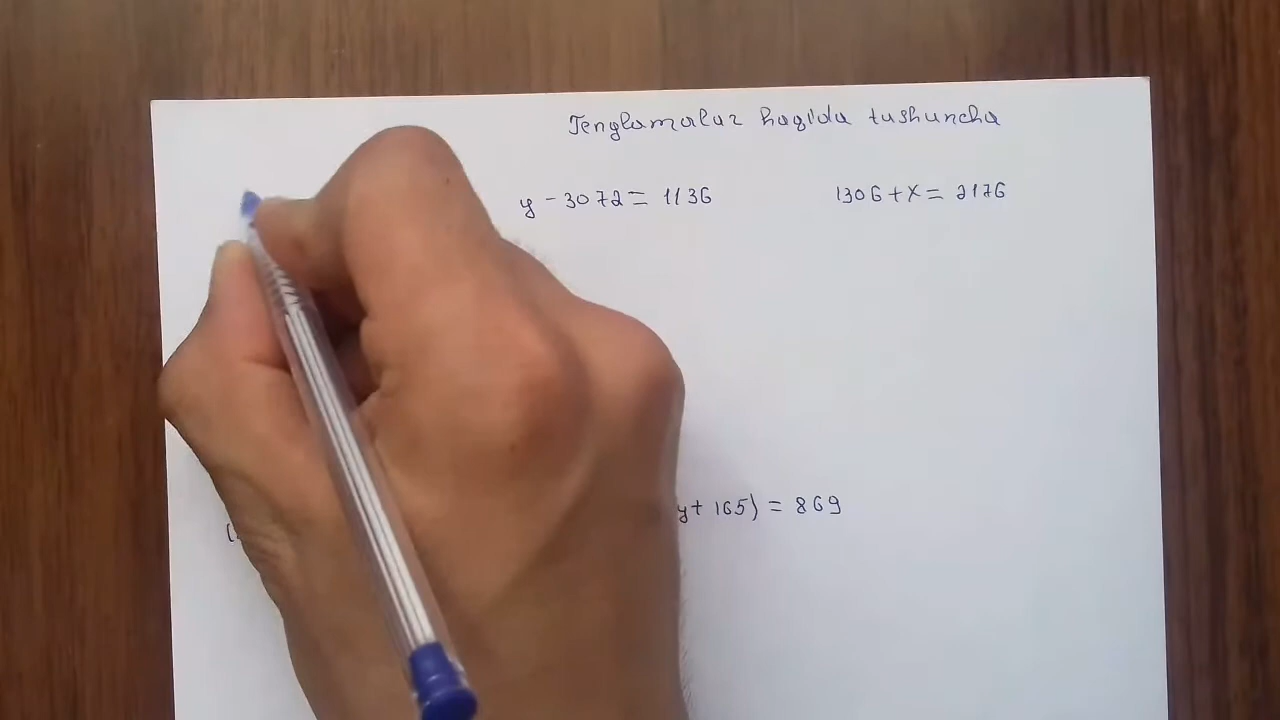 Tenglamalar haqida tushuncha
y - 3072 = 1136 1306 + x = 2176
y + 165) = 869